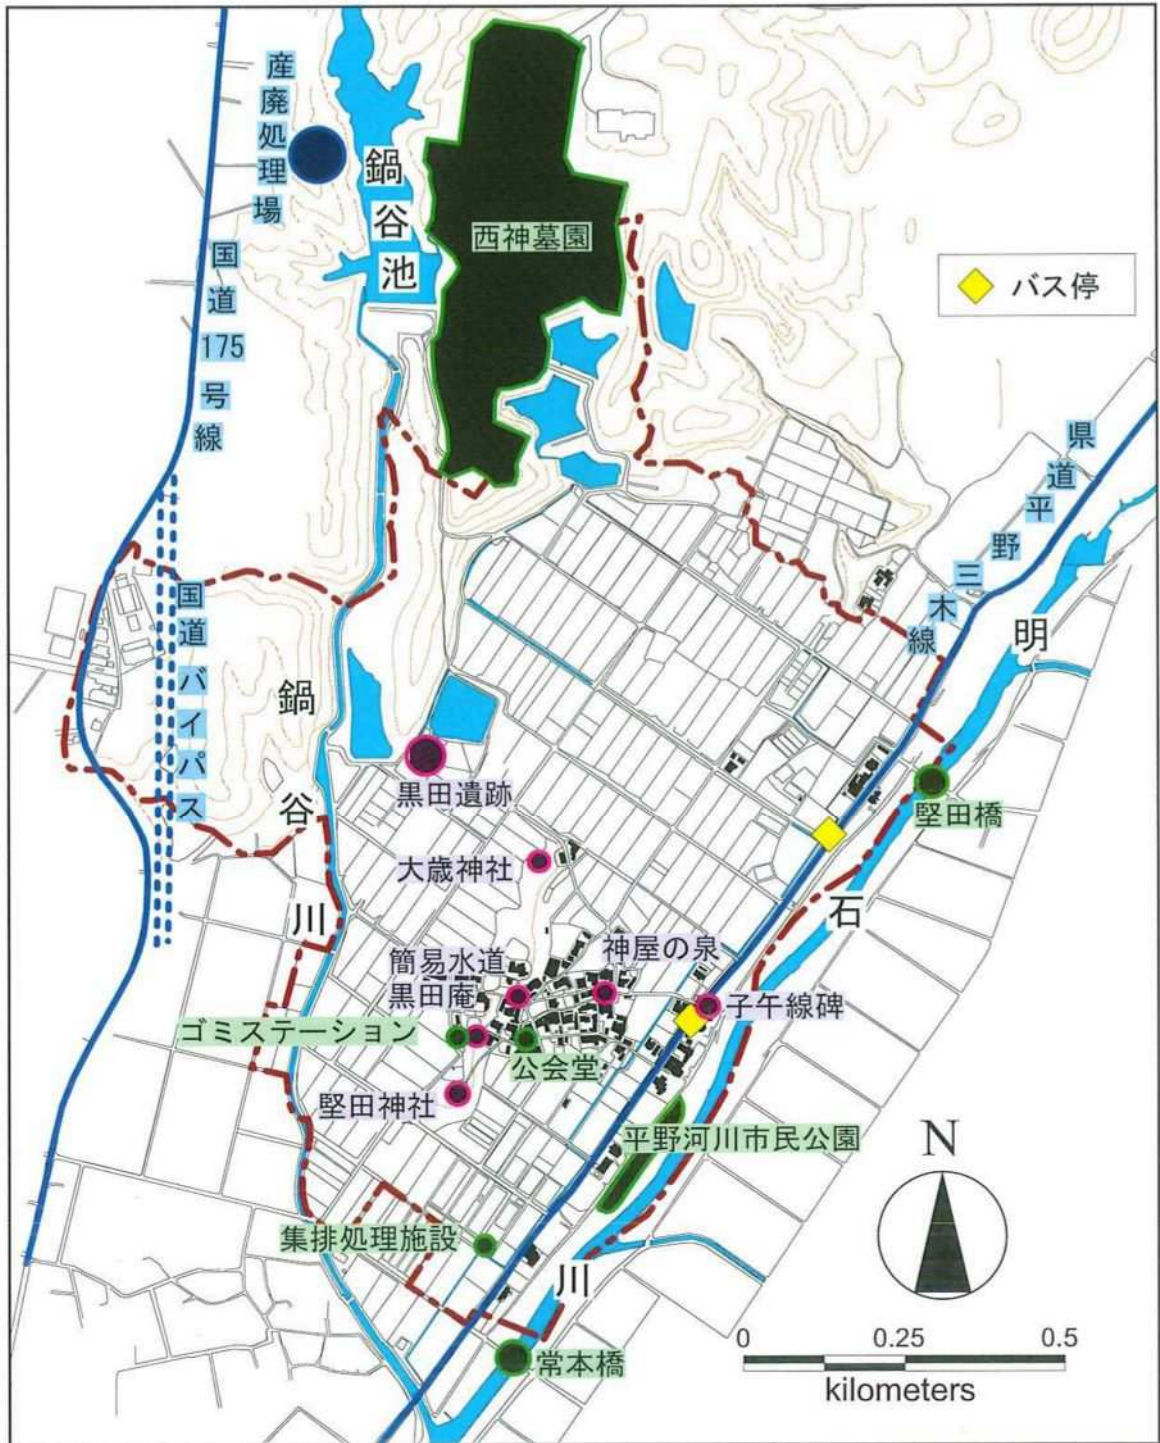 産廃処理場
鍋谷池
西神墓園
国道175号線
バス停
県道平野三木線
国道バイパス
鍋谷川
明石川
黒田遺跡
堅田橋
大歳神社
簡易水道
神屋の泉
黒田庵
子午線碑
ゴミステーション
公会堂
堅田神社
平野河川市民公園
N
集排処理施設
常本橋
0 0.25 0.5
kilometers